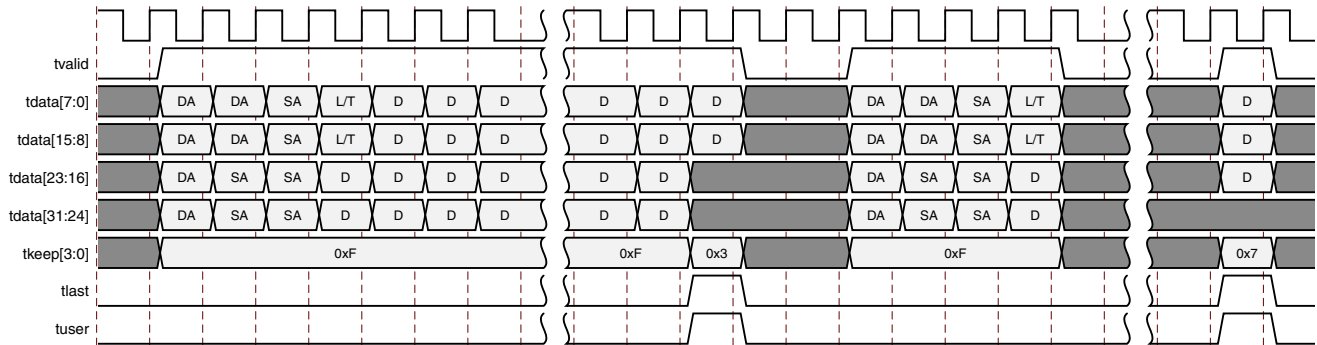 tvalid
tdata[7:0] DA DA SA L/T D D D D D D DA DA SA L/T D
tdata[15:8] DA DA SA L/T D D D D D D DA DA SA L/T D
tdata[23:16] DA SA SA D D D D D D DA SA SA D D
tdata[31:24] DA SA SA D D D D D D DA SA SA D
tkeep[3:0] 0xF 0xF 0x3 0xF 0x7
tlast
tuser